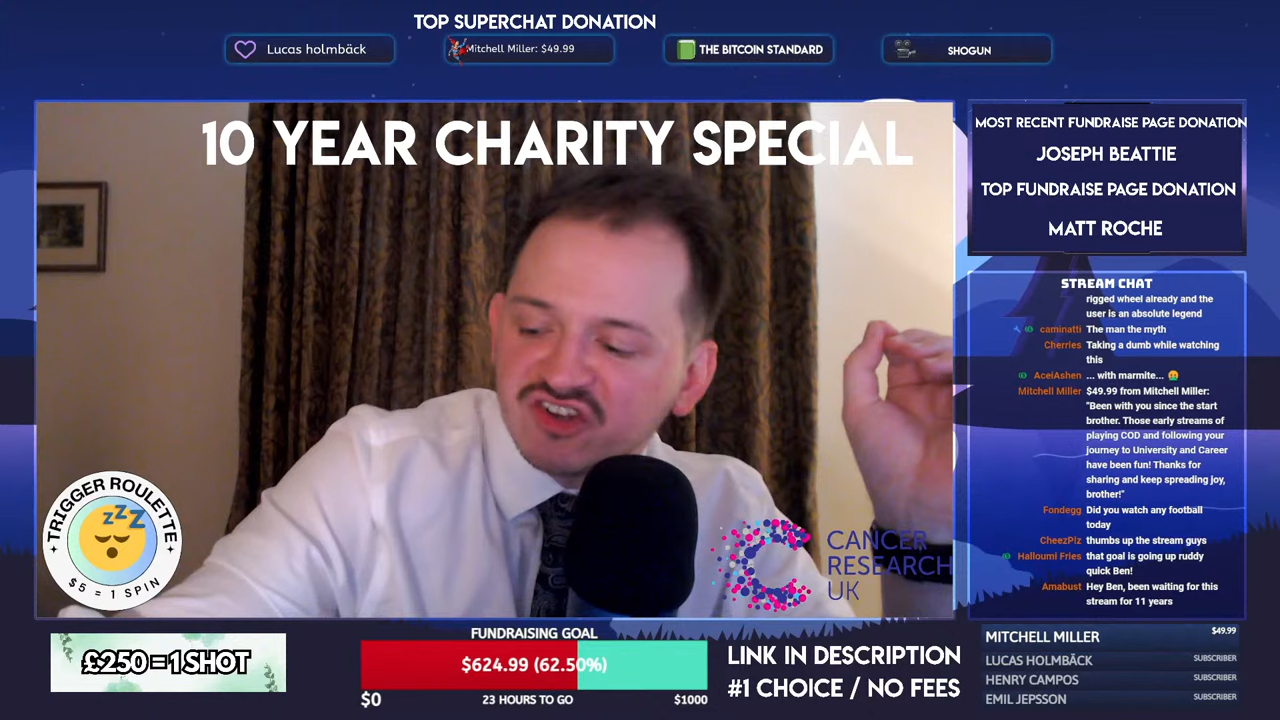 TOP SUPERCHAT DONATION
Lucas holmbäck
Mitchell Miller: $49.99
THE BITCOIN STANDARD
SHOGUN
10 YEAR CHARITY SPECIAL
MOST RECENT FUNDRAISE PAGE DONATION
JOSEPH BEATTIE
TOP FUNDRAISE PAGE DONATION
MATT ROCHE
STREAM CHAT
rigged wheel already and the
user is an absolute legend
caminatti The man the myth
Cherries Taking a dumb while watching
this
AceiAshen ... with marmite... 🤮
Mitchell Miller $49.99 from Mitchell Miller:
"Been with you since the start
brother. Those early streams of
playing COD and following your
journey to University and Career
have been fun! Thanks for
sharing and keep spreading joy,
brother!"
Fondegg Did you watch any football
today
CheezPlz thumbs up the stream guys
Halloumi Fries that goal is going up ruddy
quick Ben!
Amabust Hey Ben, been waiting for this
stream for 11 years
TRIGGER ROULETTE
zzz
$5 = 1 SPIN
CANCER
RESEARCH
UK
£250 = 1 SHOT
FUNDRAISING GOAL
$624.99 (62.50%)
$0
23 HOURS TO GO
$1000
LINK IN DESCRIPTION
#1 CHOICE / NO FEES
MITCHELL MILLER $49.99
LUCAS HOLMBÄCK SUBSCRIBER
HENRY CAMPOS SUBSCRIBER
EMIL JEPSSON SUBSCRIBER